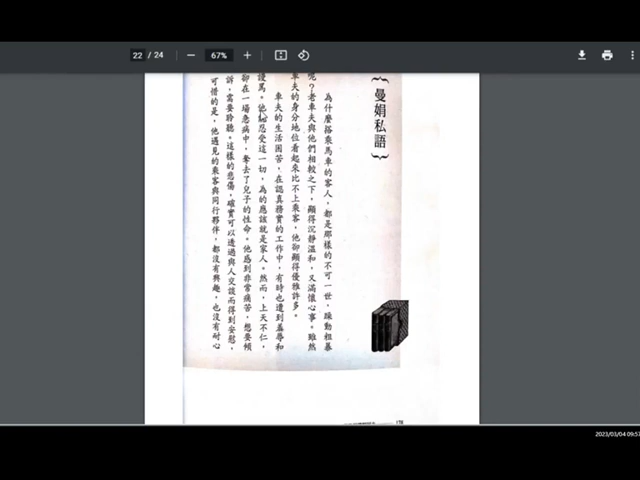 22 / 24
67%
曼娟私語
為什麼搭乘馬車的客人，都是那樣的不可一世，躁動粗暴
呢？老車夫與他們相較之下，顯得沉靜溫和，又滿懷心事。雖然
車夫的身分地位看起來比不上乘客，他卻顯得優雅許多。
車夫的生活困苦，在認真務實的工作中，有時也遭到羞辱和
謾罵。他忍受這一切，為的應該就是家人。然而，上天不仁，
卻在一場急病中，奪去了兒子的性命。他感到非常痛苦，想要傾
訴，需要聆聽。這樣的悲傷，確實可以透過與人交談而得到安慰，
可惜的是，他遇見的乘客與同行夥伴，都沒有興趣，也沒有耐心
2023/03/04 09:57